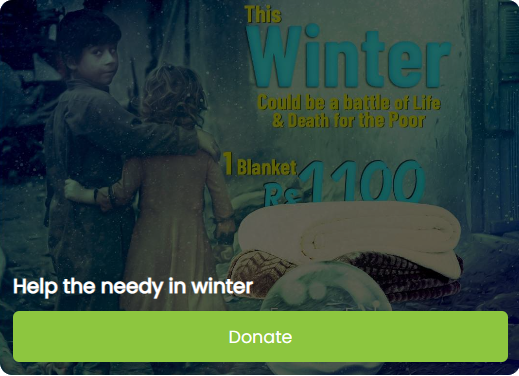 This
Winter
Could be a battle of Life
& Death for the Poor
1 Blanket
Rs 1100
Help the needy in winter
Donate